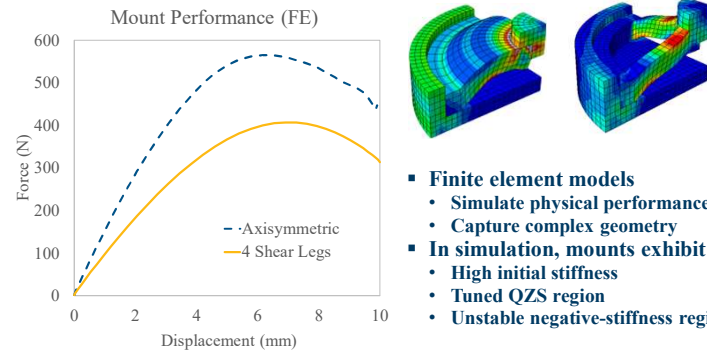 Mount Performance (FE)
600
500
400
300
200
100
0
Force (N)
Axisymmetric
4 Shear Legs
0
2
4
6
8
10
Displacement (mm)
▪ Finite element models
• Simulate physical performance
• Capture complex geometry
▪ In simulation, mounts exhibit
• High initial stiffness
• Tuned QZS region
• Unstable negative-stiffness regi